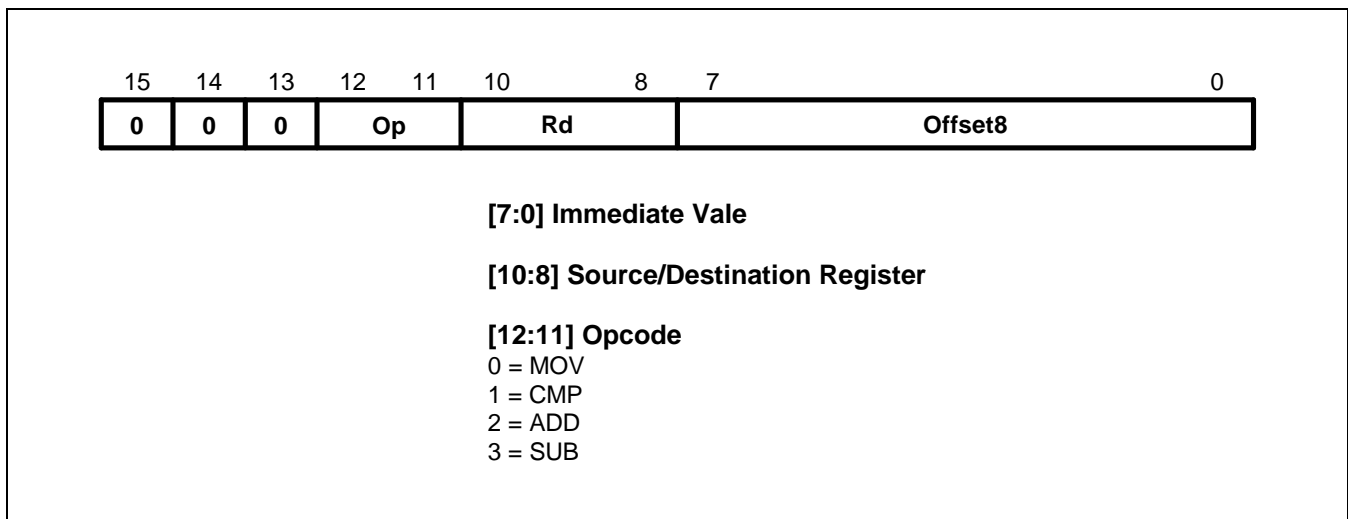 15 14 13 12 11 10 8 7 0
0 0 0 Op Rd Offset8
[7:0] Immediate Vale
[10:8] Source/Destination Register
[12:11] Opcode
0 = MOV
1 = CMP
2 = ADD
3 = SUB